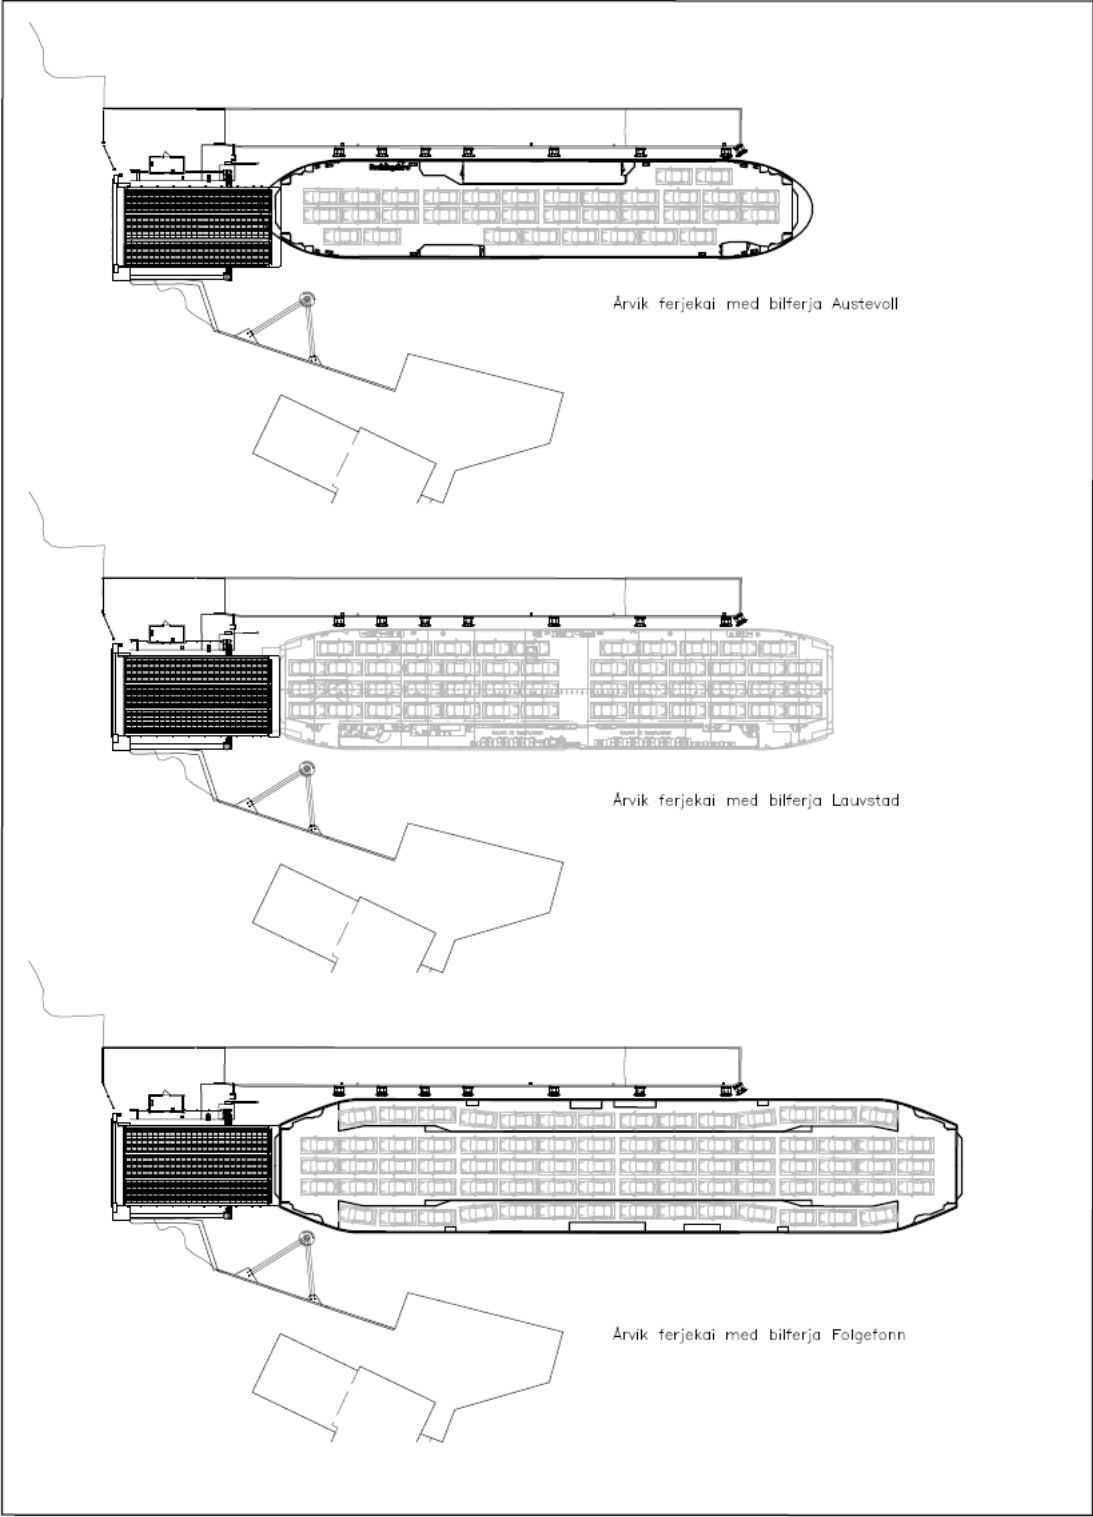 Årvik ferjekai med bilferja Austevoll
Årvik ferjekai med bilferja Lauvstad
Årvik ferjekai med bilferja Folgefonn